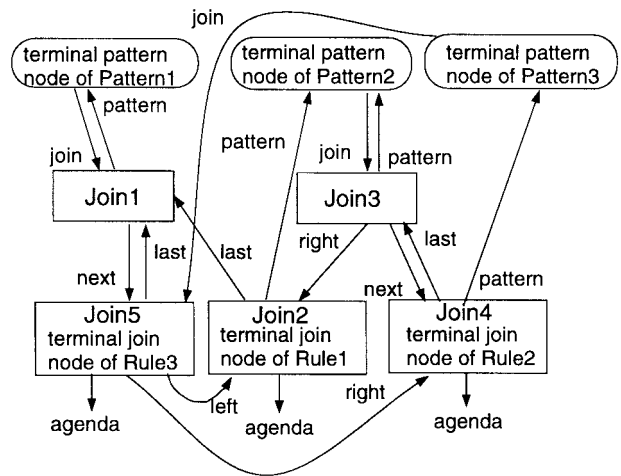 join
terminal pattern
node of Pattern1
terminal pattern
node of Pattern2
terminal pattern
node of Pattern3
pattern
join
pattern
join
pattern
Join1
Join3
last
last
right
last
next
next
pattern
Join5
terminal join
node of Rule3
Join2
terminal join
node of Rule1
Join4
terminal join
node of Rule2
left
right
agenda
agenda
agenda